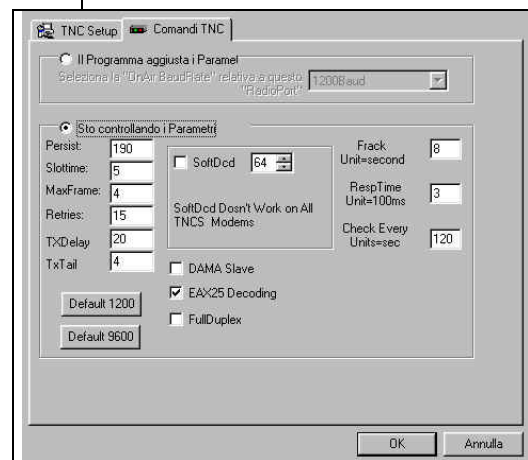 TNC Setup
Comandi TNC
Il Programma aggiusta i Paramel
Seleziona la "OnAir BaudRate" relativa a questo
"RadioPort"
1200Baud
Sto controllando i Parametri
Persist: 190
Slottime: 5
MaxFrame: 4
Retries: 15
TXDelay 20
TxTail 4
Default 1200
Default 9600
SoftDcd 64
SoftDcd Dosn't Work on All
TNCS Modems
DAMA Slave
EAX25 Decoding
FullDuplex
Frack
Unit=second 8
RespTime
Unit=100ms 3
Check Every
Units=sec 120
OK
Annulla